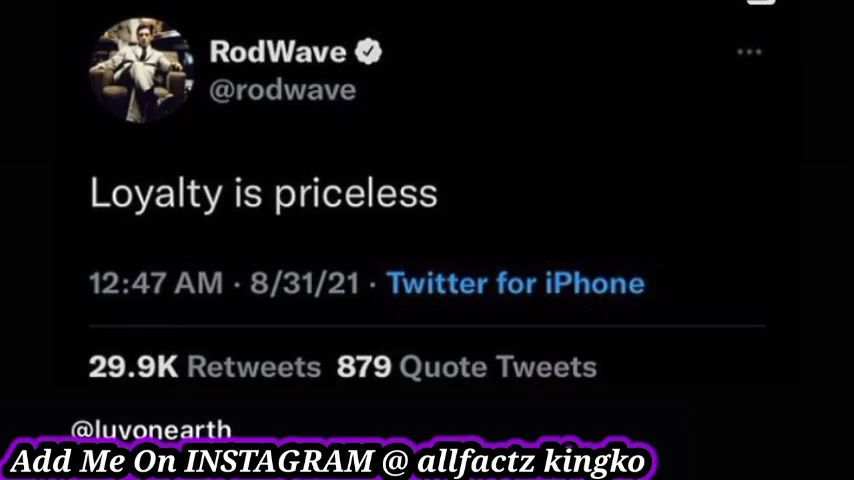 RodWave
@rodwave
Loyalty is priceless
12:47 AM · 8/31/21 · Twitter for iPhone
29.9K Retweets 879 Quote Tweets
@luvonearth
Add Me On INSTAGRAM @ allfactz kingko